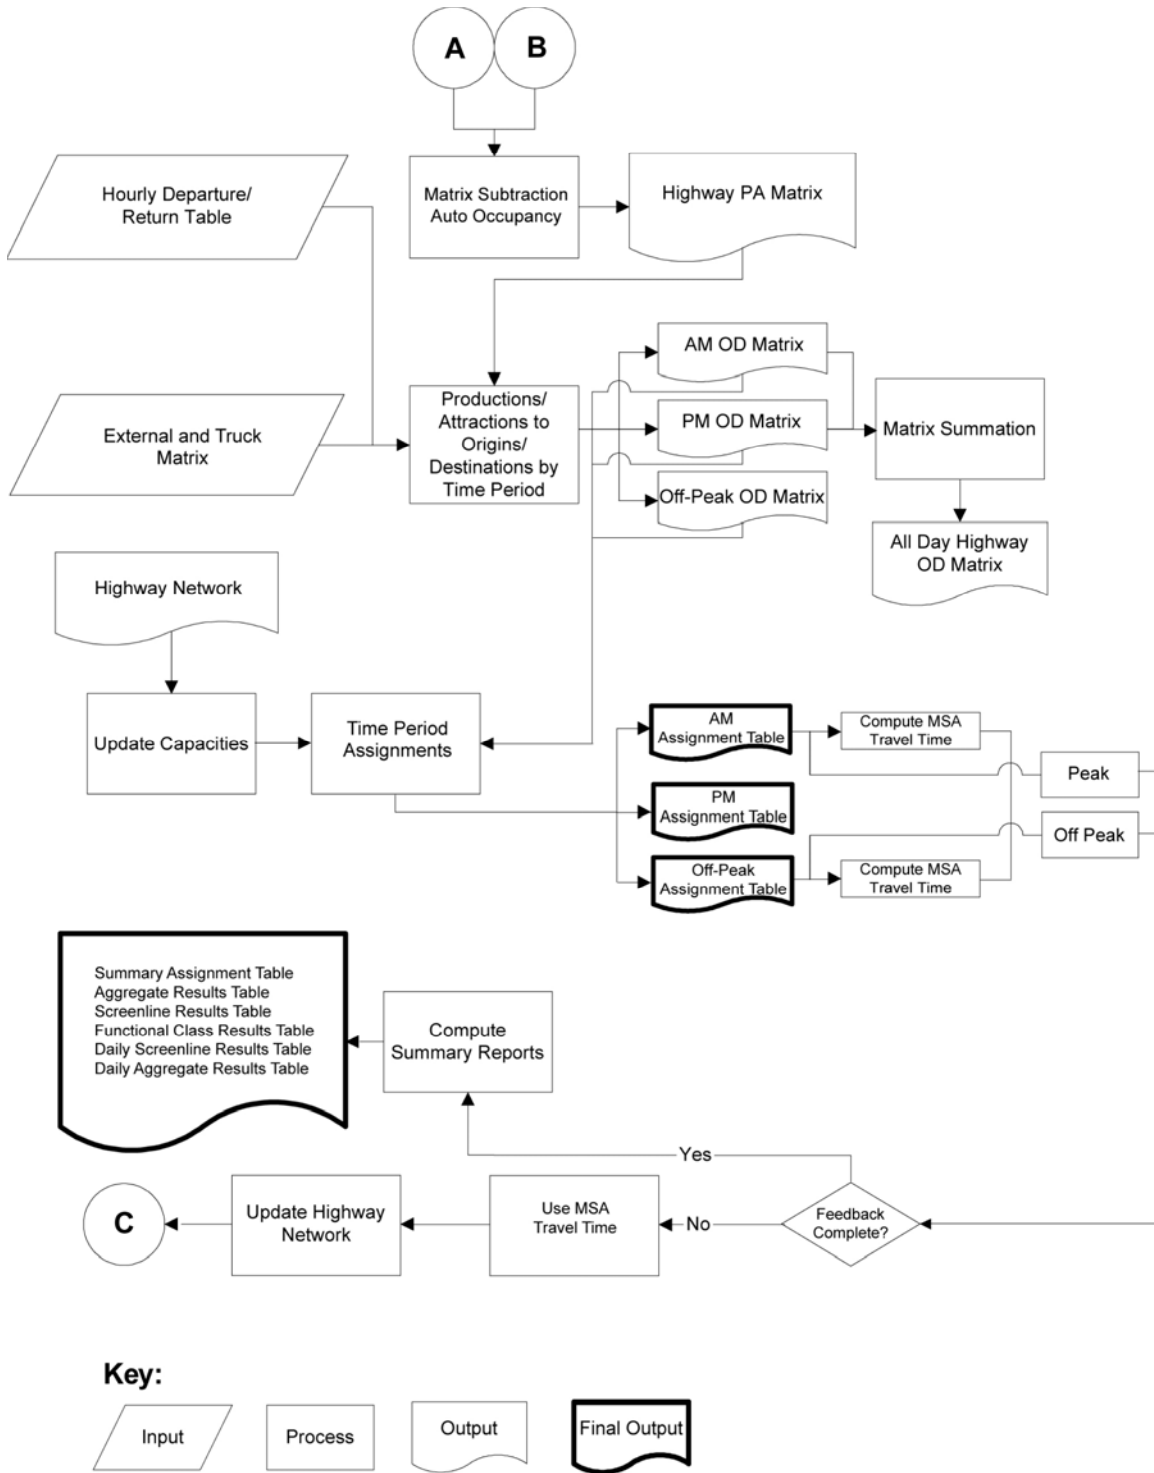 A
B
Hourly Departure/
Return Table
Matrix Subtraction
Auto Occupancy
Highway PA Matrix
External and Truck
Matrix
Productions/
Attractions to
Origins/
Destinations by
Time Period
AM OD Matrix
PM OD Matrix
Off-Peak OD Matrix
Matrix Summation
All Day Highway
OD Matrix
Highway Network
Update Capacities
Time Period
Assignments
AM
Assignment Table
PM
Assignment Table
Off-Peak
Assignment Table
Compute MSA
Travel Time
Compute MSA
Travel Time
Peak
Off Peak
Summary Assignment Table
Aggregate Results Table
Screenline Results Table
Functional Class Results Table
Daily Screenline Results Table
Daily Aggregate Results Table
Compute
Summary Reports
Yes
C
Update Highway
Network
Use MSA
Travel Time
No
Feedback
Complete?
Key:
Input
Process
Output
Final Output